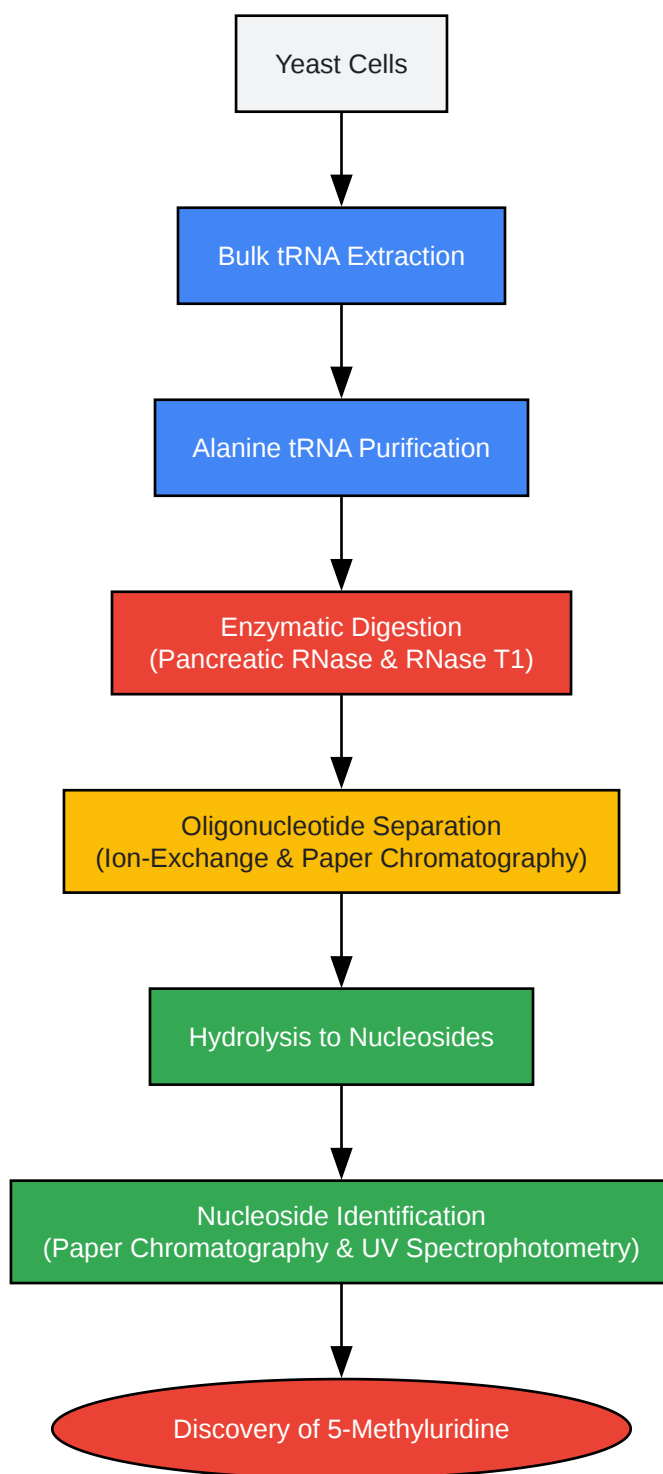 Yeast Cells
Bulk tRNA Extraction
Alanine tRNA Purification
Enzymatic Digestion
(Pancreatic RNase & RNase T1)
Oligonucleotide Separation
(Ion-Exchange & Paper Chromatography)
Hydrolysis to Nucleosides
Nucleoside Identification
(Paper Chromatography & UV Spectrophotometry)
Discovery of 5-Methyluridine